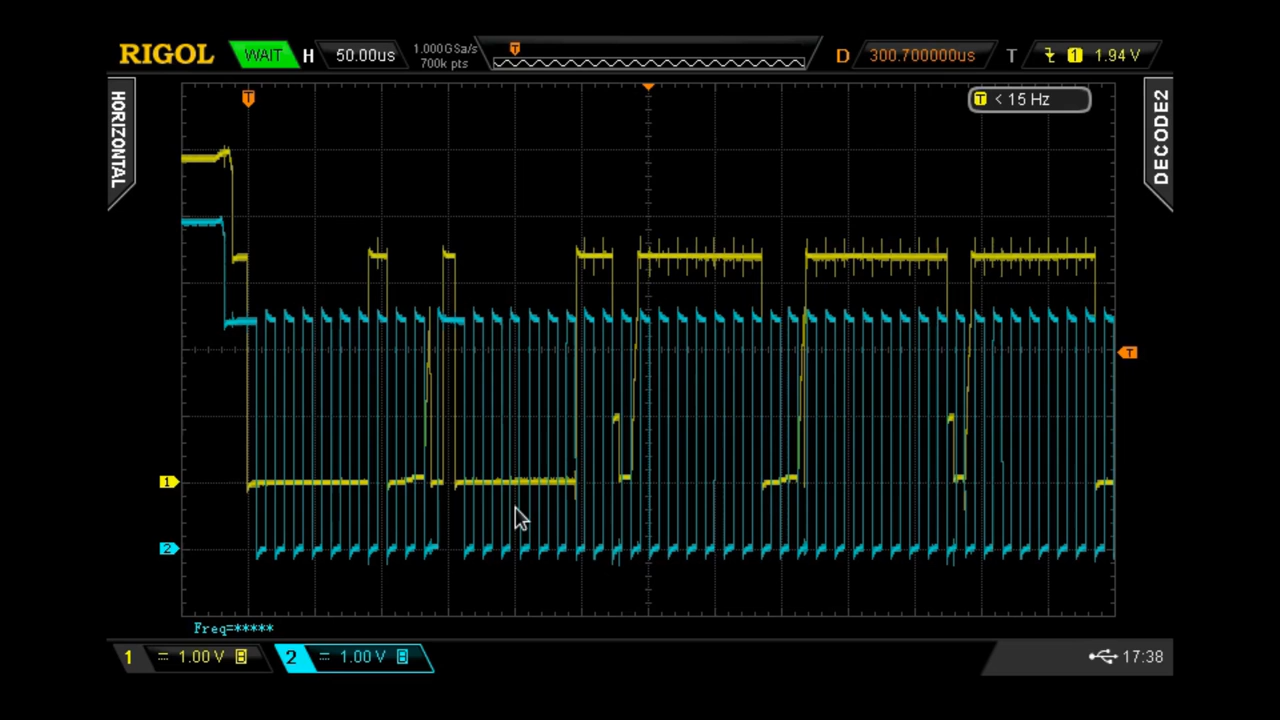 RIGOL WAIT H 50.00us 1.000GSa/s 700k pts T D 300.700000us T 1 1.94 V
HORIZONTAL
T
T < 15 Hz
DECODE2
T
1
2
Freq=*****
1 = 1.00 V B 2 = 1.00 V B 17:38